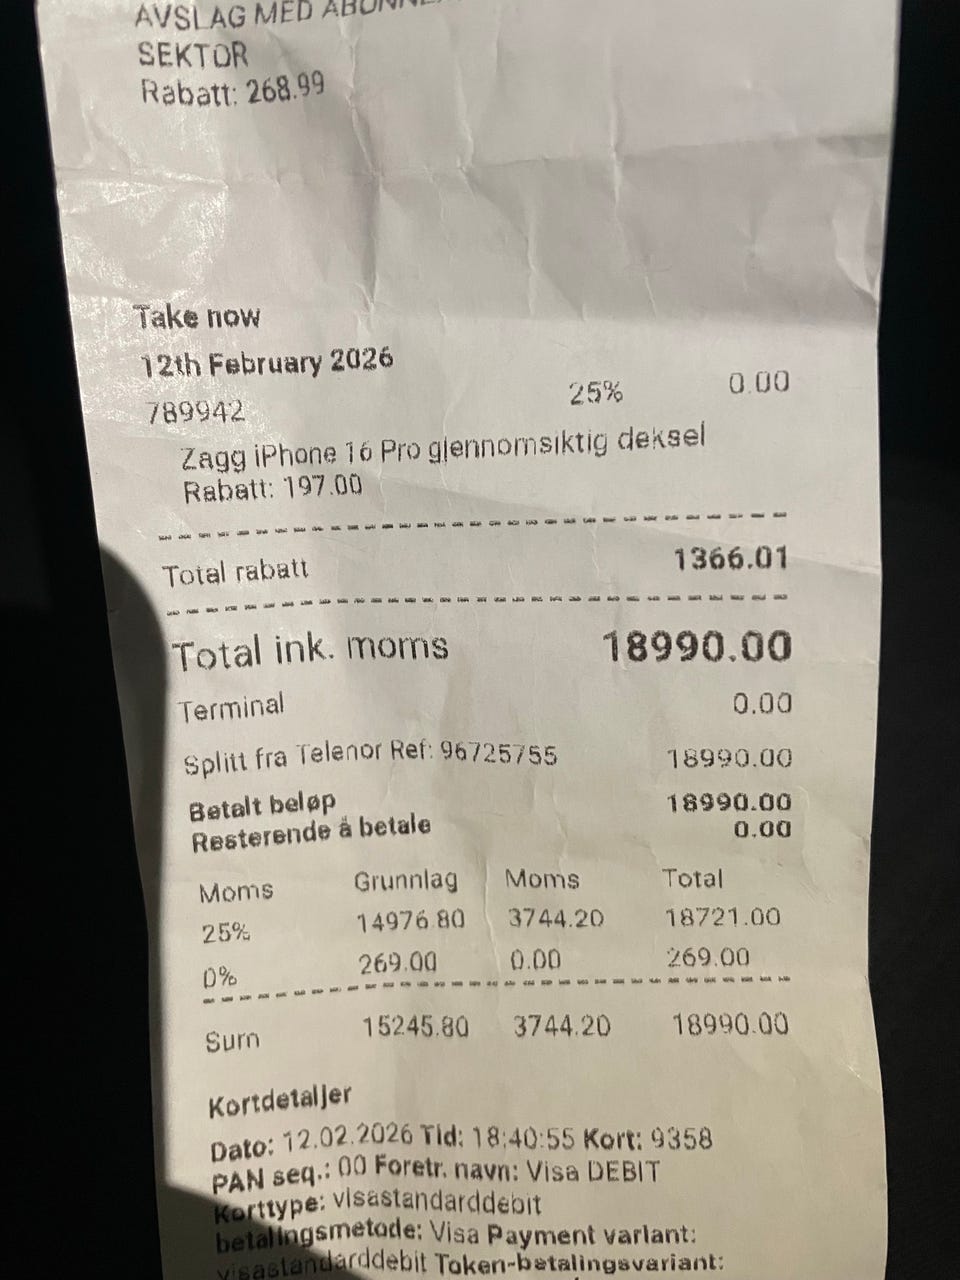 AVSLAG MED
SEKTOR
Rabatt: 268.99
Take now
12th February 2026
789942 25% 0.00
Zagg iPhone 16 Pro gjennomsiktig deksel
Rabatt: 197.00
Total rabatt 1366.01
Total ink. moms 18990.00
Terminal 0.00
Splitt fra Telenor Ref: 96725755 18990.00
Betalt beløp 18990.00
Resterende å betale 0.00
Moms Grunnlag Moms Total
25% 14976.80 3744.20 18721.00
0% 269.00 0.00 269.00
Sum 15245.80 3744.20 18990.00
Kortdetaljer
Dato: 12.02.2026 Tid: 18:40:55 Kort: 9358
PAN seq.: 00 Foretr. navn: Visa DEBIT
Korttype: visastandarddebit
betalingsmetode: Visa Payment variant:
visastandarddebit Token-betalingsvariant: